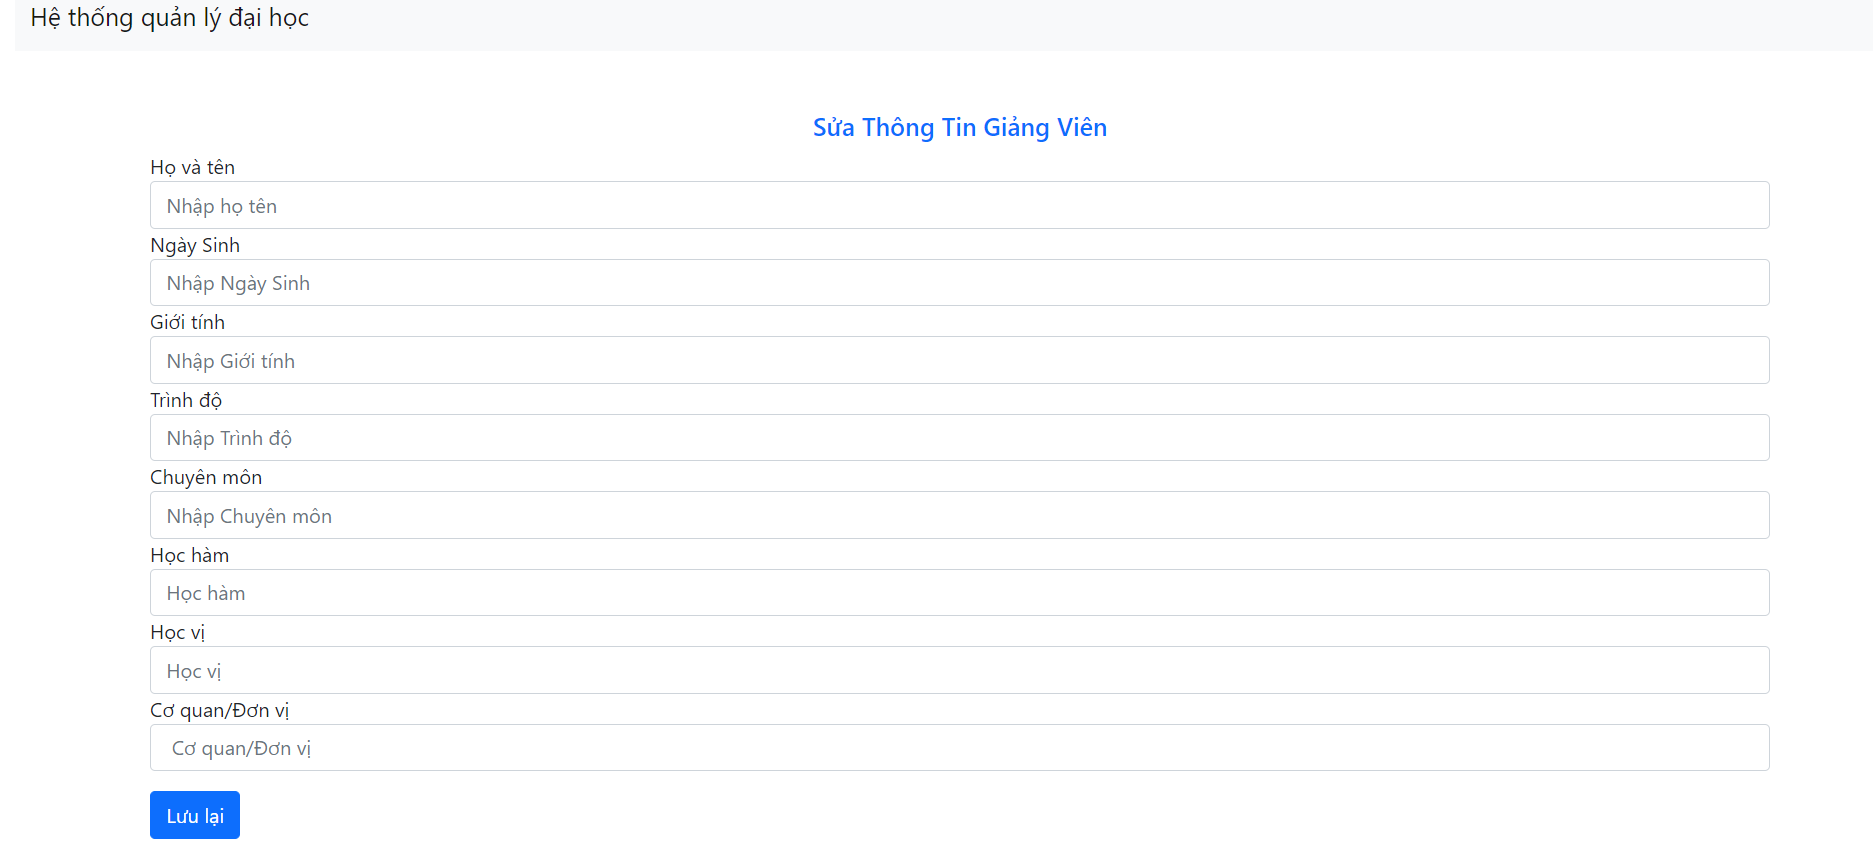 Hệ thống quản lý đại học
Sửa Thông Tin Giảng Viên
Họ và tên
Nhập họ tên
Ngày Sinh
Nhập Ngày Sinh
Giới tính
Nhập Giới tính
Trình độ
Nhập Trình độ
Chuyên môn
Nhập Chuyên môn
Học hàm
Học hàm
Học vị
Học vị
Cơ quan/Đơn vị
Cơ quan/Đơn vị
Lưu lại